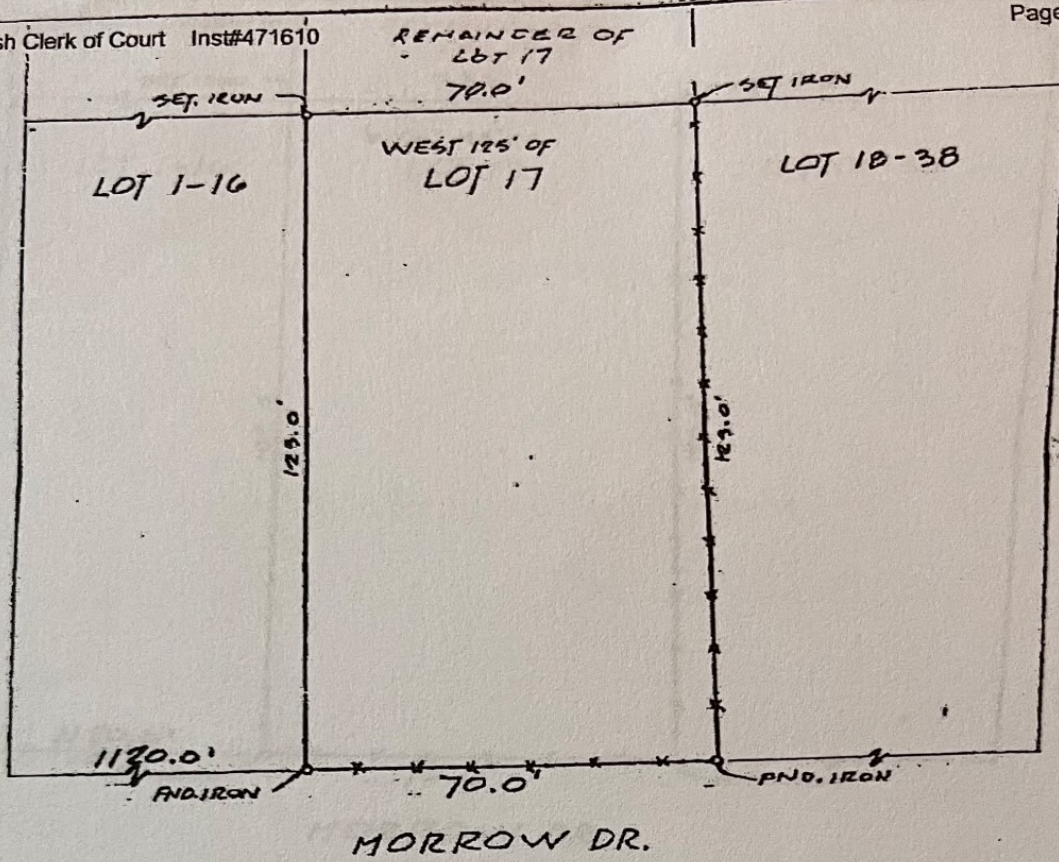 Page
sh Clerk of Court Inst#471610
REMAINDER OF
LOT 17
70.0'
SET. IRON
SET IRON
WEST 125' OF
LOT 17
LOT 1-16
LOT 18-38
125.0'
125.0'
1120.0'
FND. IRON
70.0'
FND. IRON
MORROW DR.